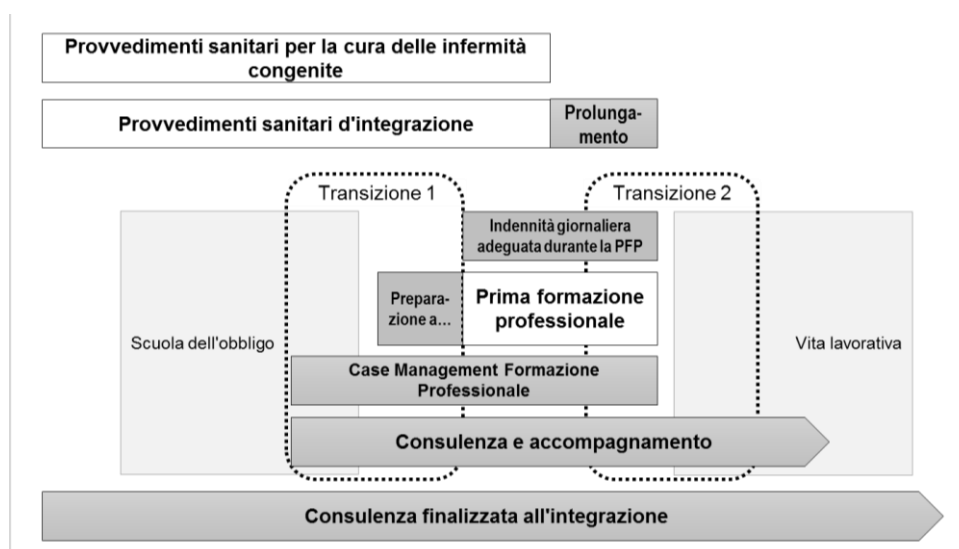 Provvedimenti sanitari per la cura delle infermità
congenite
Provvedimenti sanitari d'integrazione
Prolunga-
mento
Transizione 1
Transizione 2
Indennità giornaliera
adeguata durante la PFP
Prepara-
zione a...
Prima formazione
professionale
Scuola dell'obbligo
Vita lavorativa
Case Management Formazione
Professionale
Consulenza e accompagnamento
Consulenza finalizzata all'integrazione